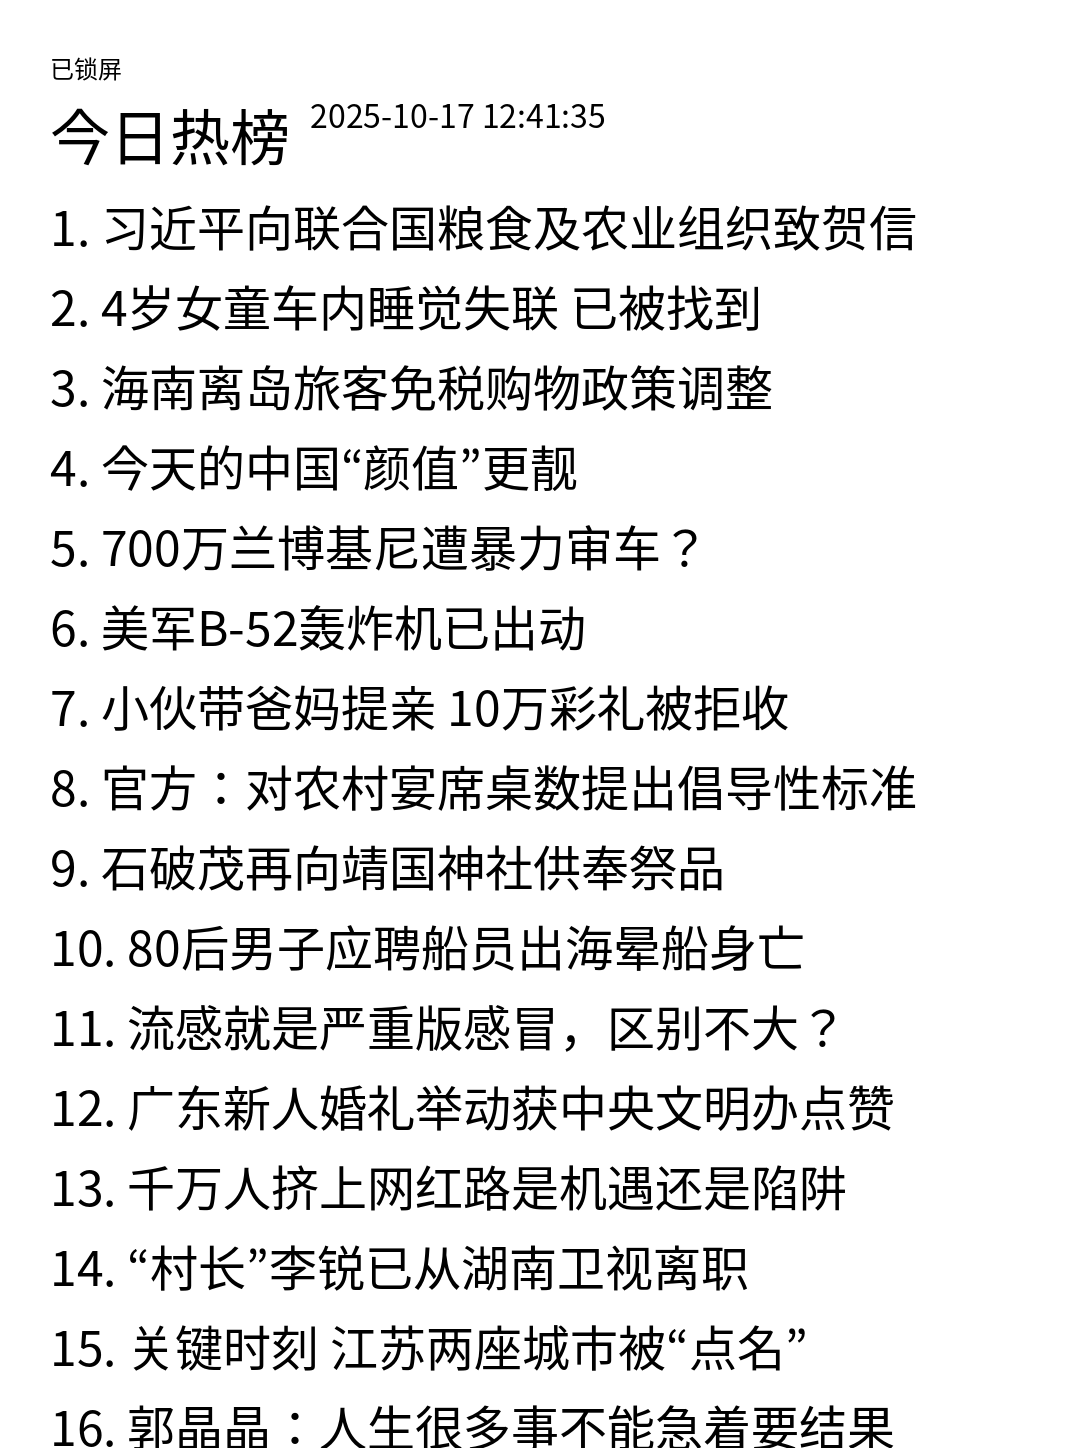 已锁屏
今日热榜 2025-10-17 12:41:35
1. 习近平向联合国粮食及农业组织致贺信
2. 4岁女童车内睡觉失联 已被找到
3. 海南离岛旅客免税购物政策调整
4. 今天的中国“颜值”更靓
5. 700万兰博基尼遭暴力审车？
6. 美军B-52轰炸机已出动
7. 小伙带爸妈提亲 10万彩礼被拒收
8. 官方：对农村宴席桌数提出倡导性标准
9. 石破茂再向靖国神社供奉祭品
10. 80后男子应聘船员出海晕船身亡
11. 流感就是严重版感冒，区别不大？
12. 广东新人婚礼举动获中央文明办点赞
13. 千万人挤上网红路是机遇还是陷阱
14. “村长”李锐已从湖南卫视离职
15. 关键时刻 江苏两座城市被“点名”
16. 郭晶晶：人生很多事不能急着要结果